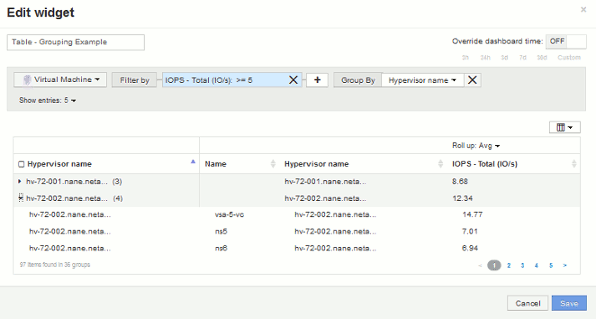 Edit widget ×
Table - Grouping Example
Override dashboard time: OFF
3h 24h 3d 7d 30d Custom
Virtual Machine Filter by IOPS - Total (IO/s): >= 5 X + Group By Hypervisor name X
Show entries: 5
Roll up: Avg
Hypervisor name Name Hypervisor name IOPS - Total (IO/s)
hv-72-001.nane.neta... (3) hv-72-001.nane.neta... 8.68
hv-72-002.nane.neta... (4) hv-72-002.nane.neta... 12.34
hv-72-002.nane.neta... vsa-5-vc hv-72-002.nane.neta... 14.77
hv-72-002.nane.neta... ns5 hv-72-002.nane.neta... 7.01
hv-72-002.nane.neta... ns6 hv-72-002.nane.neta... 6.94
97 items found in 36 groups < 1 2 3 4 5 >
Cancel Save